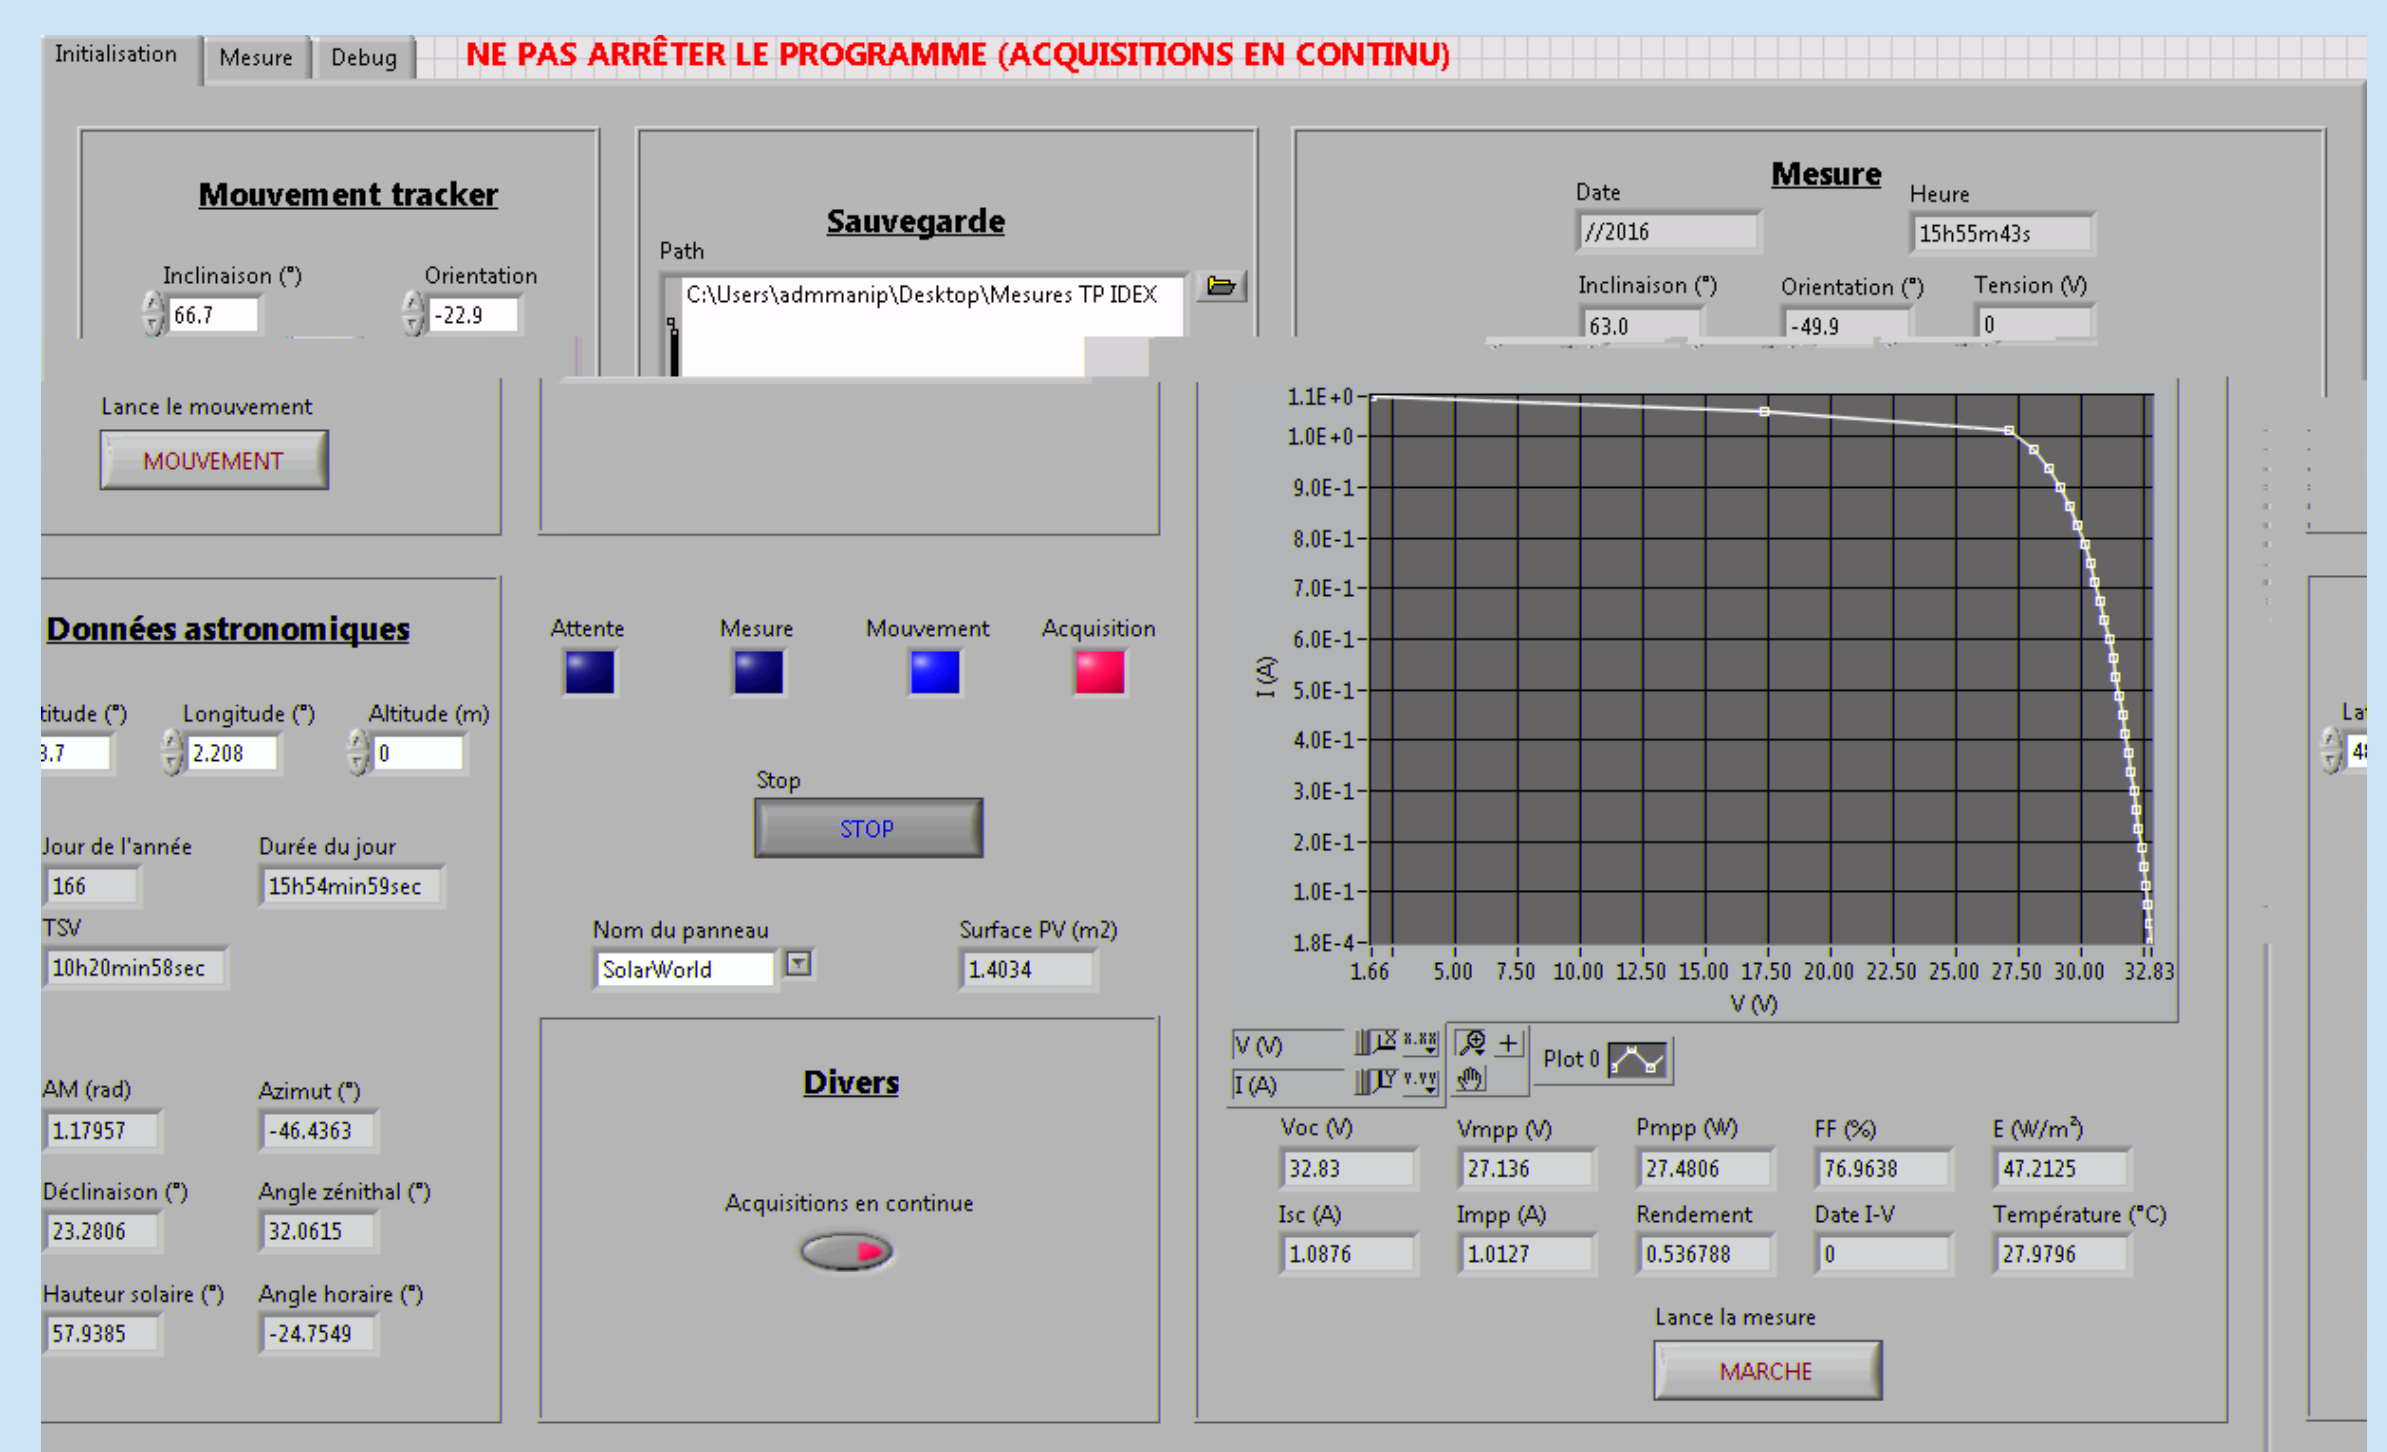 Initialisation
Mesure
Debug
NE PAS ARRÊTER LE PROGRAMME (ACQUISITIONS EN CONTINU)
Mouvement tracker
Inclinaison (°)
Orientation
66.7
-22.9
Lance le mouvement
MOUVEMENT
Sauvegarde
Path
C:\Users\admmanip\Desktop\Mesures TP IDEX
Mesure
Date
Heure
//2016
15h55m43s
Inclinaison (°)
Orientation (°)
Tension (V)
63.0
-49.9
0
Données astronomiques
titude (°)
Longitude (°)
Altitude (m)
3.7
2.208
0
Jour de l'année
Durée du jour
166
15h54min59sec
TSV
10h20min58sec
AM (rad)
Azimut (°)
1.17957
-46.4363
Déclinaison (°)
Angle zénithal (°)
23.2806
32.0615
Hauteur solaire (°)
Angle horaire (°)
57.9385
-24.7549
Attente
Mesure
Mouvement
Acquisition
Stop
STOP
Nom du panneau
Surface PV (m2)
SolarWorld
1.4034
Divers
Acquisitions en continue
1.1E+0
1.0E+0
9.0E-1
8.0E-1
7.0E-1
6.0E-1
5.0E-1
4.0E-1
3.0E-1
2.0E-1
1.0E-1
1.8E-4
I (A)
1.66
5.00
7.50
10.00
12.50
15.00
17.50
20.00
22.50
25.00
27.50
30.00
32.83
V (V)
V (V)
I (A)
Plot 0
Voc (V)
Vmpp (V)
Pmpp (W)
FF (%)
E (W/m²)
32.83
27.136
27.4806
76.9638
47.2125
Isc (A)
Impp (A)
Rendement
Date I-V
Température (°C)
1.0876
1.0127
0.536788
0
27.9796
Lance la mesure
MARCHE
Lat
48